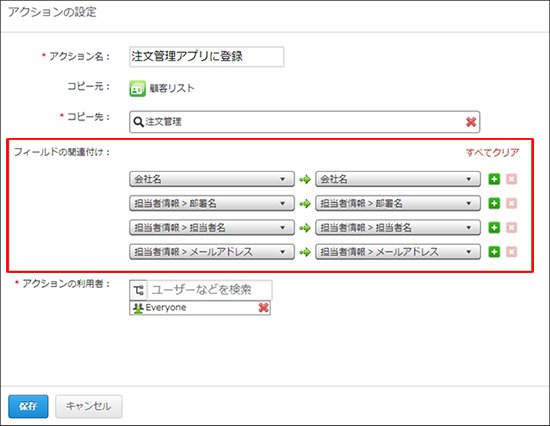 アクションの設定
* アクション名： 注文管理アプリに登録
コピー元： 顧客リスト
* コピー先： 注文管理
フィールドの関連付け： すべてクリア
会社名 会社名
担当者情報 > 部署名 担当者情報 > 部署名
担当者情報 > 担当者名 担当者情報 > 担当者名
担当者情報 > メールアドレス 担当者情報 > メールアドレス
* アクションの利用者： ユーザーなどを検索
Everyone
保存 キャンセル